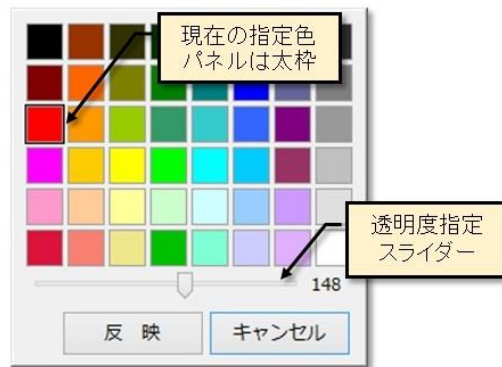 現在の指定色
パネルは太枠
透明度指定
スライダー
148
反 映
キャンセル